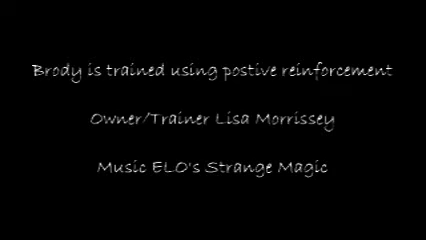 Brody is trained using postive reinforcement
Owner/Trainer Lisa Morrissey
Music ELO's Strange Magic